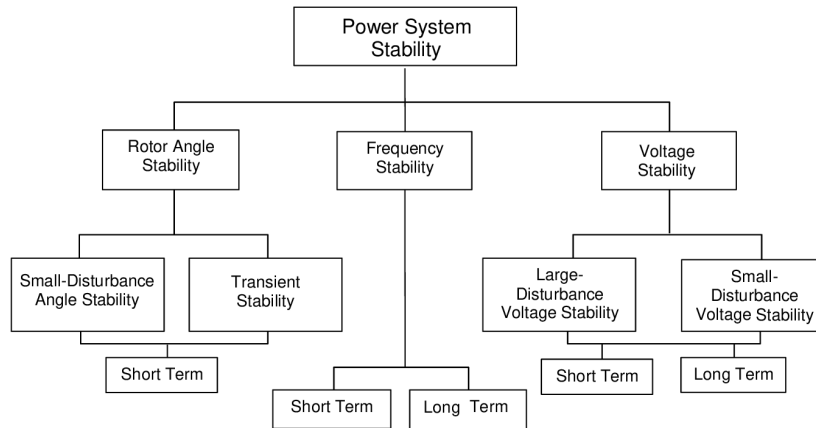 Power System
Stability
Rotor Angle
Stability
Frequency
Stability
Voltage
Stability
Small-Disturbance
Angle Stability
Transient
Stability
Large-
Disturbance
Voltage Stability
Small-
Disturbance
Voltage Stability
Short Term
Short Term
Long Term
Short Term
Long Term